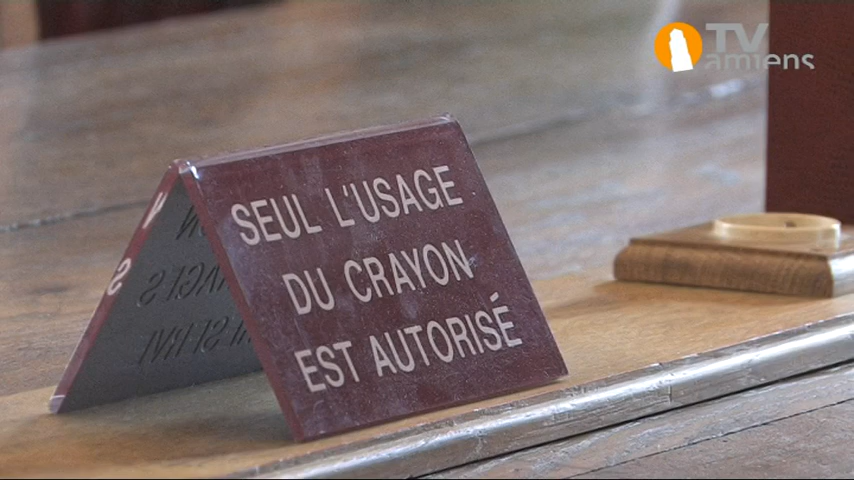 TV
amiens
SEUL L'USAGE
DU CRAYON
EST AUTORISÉ